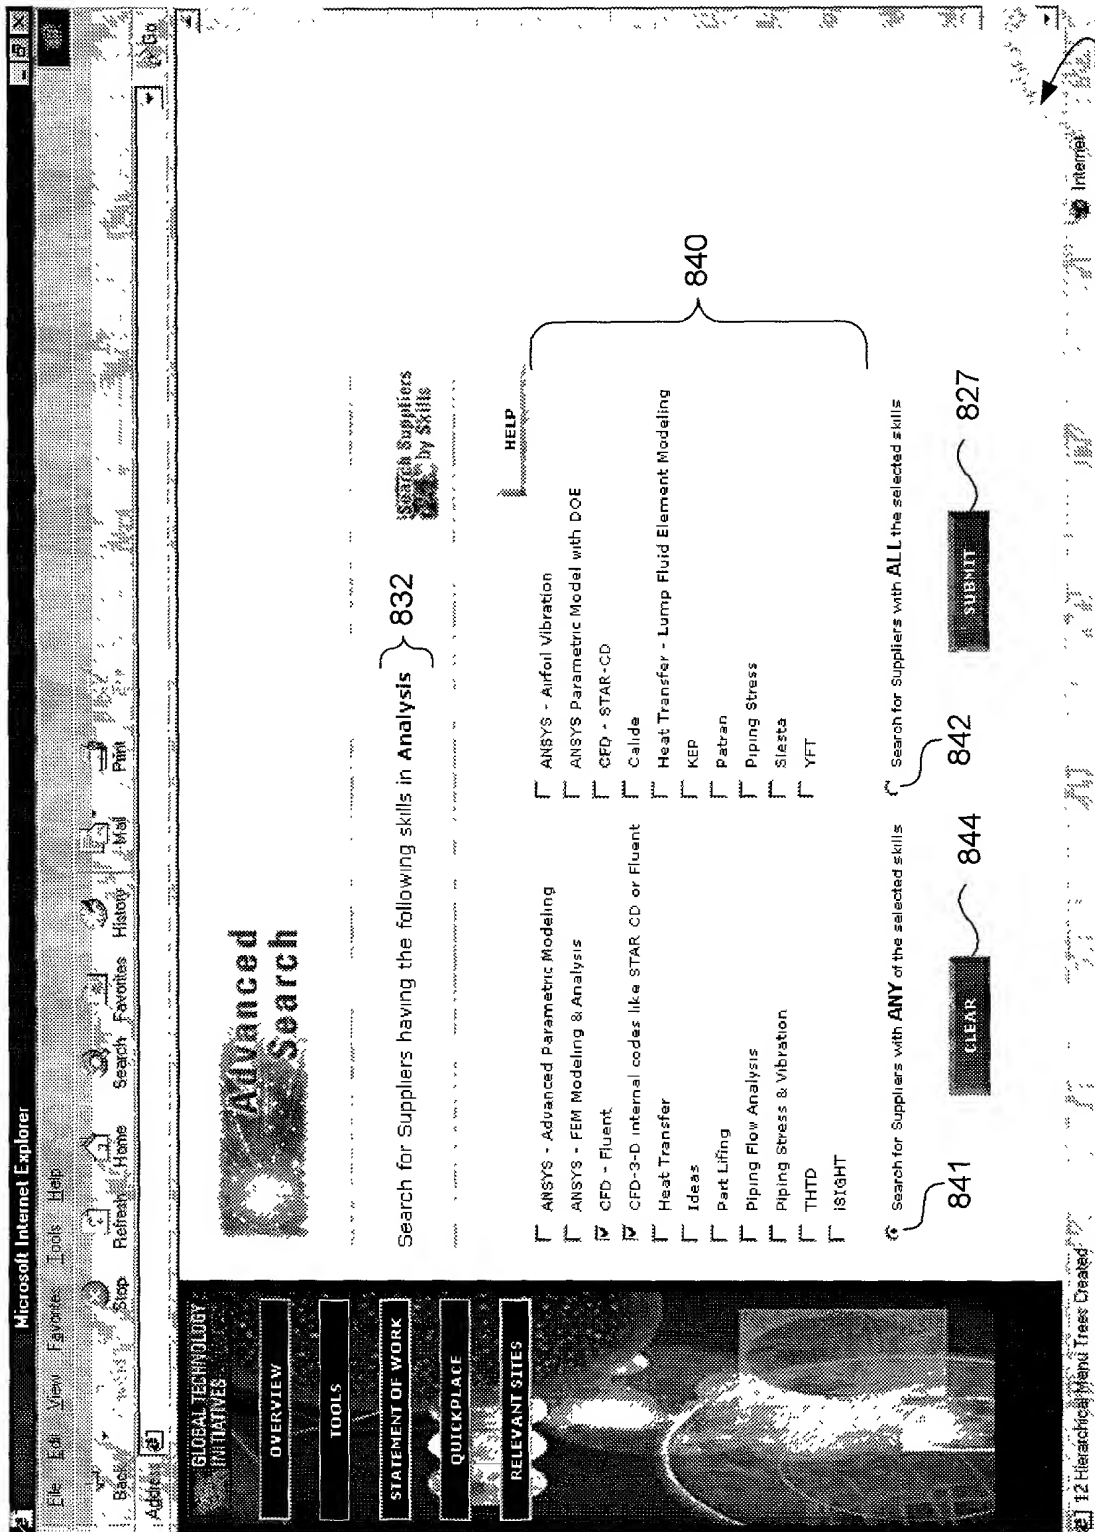 Microsoft Internet Explorer
File Edit View Favorites Tools Help
Back Stop Refresh Home Search Favorites History Mail Print
Address Go
GLOBAL TECHNOLOGY
INITIATIVES
OVERVIEW
TOOLS
STATEMENT OF WORK
QUICKPLACE
RELEVANT SITES
Advanced
Search
Search for Suppliers having the following skills in Analysis
832
Search Suppliers
by Skills
HELP
ANSYS - Advanced Parametric Modeling
ANSYS - Airfoil Vibration
ANSYS - FEM Modeling & Analysis
ANSYS Parametric Model with DOE
CFD - Fluent
CFD - STAR-CD
CFD-3-D internal codes like STAR CD or Fluent
Calide
Heat Transfer
Heat Transfer - Lump Fluid Element Modeling
Ideas
KEP
Part Lifing
Patran
Piping Flow Analysis
Piping Stress
Piping Stress & Vibration
Siesta
THTD
YFT
ISIGHT
840
Search for Suppliers with ANY of the selected skills
Search for Suppliers with ALL the selected skills
841
842
CLEAR
844
SUBMIT
827
12 Hierarchical Menu Trees Created
Internet